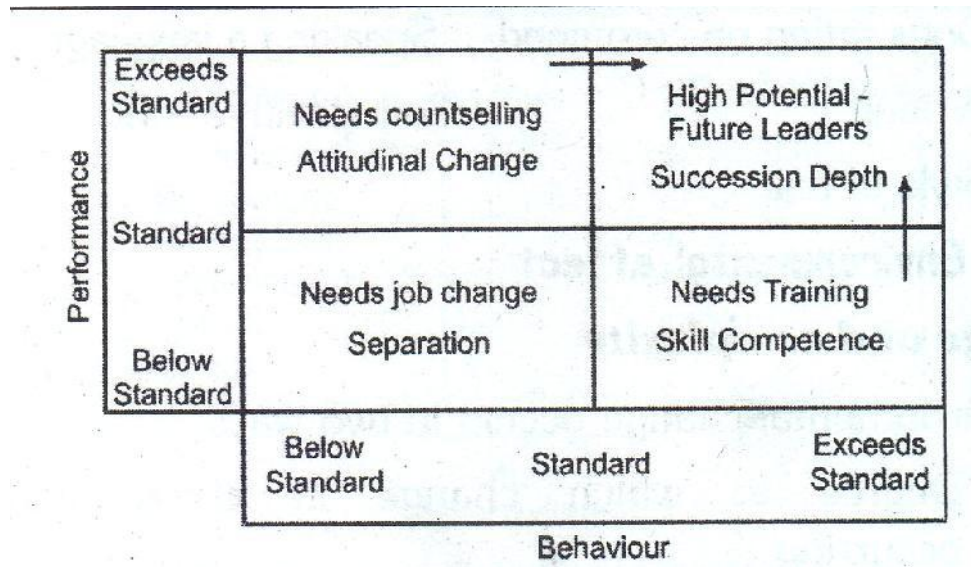 Performance
Exceeds
Standard
Standard
Below
Standard
Needs countselling
Attitudinal Change
High Potential -
Future Leaders
Succession Depth
Needs job change
Separation
Needs Training
Skill Competence
Below
Standard
Standard
Exceeds
Standard
Behaviour